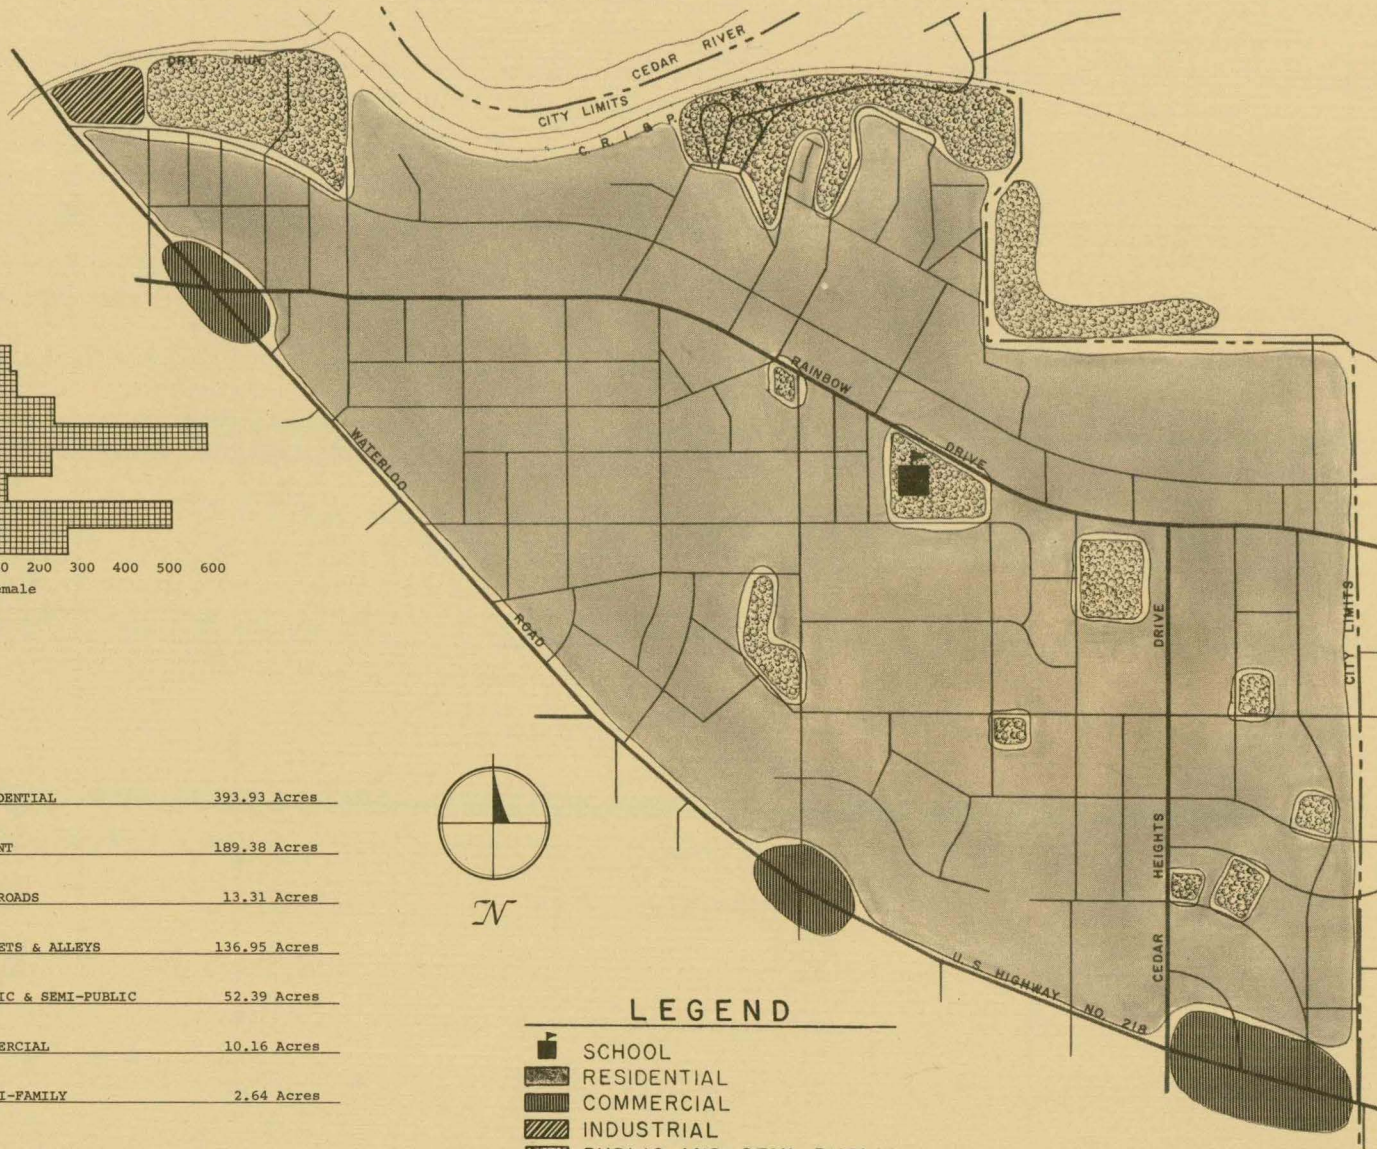 DRY RUN
CEDAR RIVER
CITY LIMITS
C. R. I. & P. R. R.
RAINBOW
DRIVE
WATERLOO
ROAD
0 200 300 400 500 600
emale
DRIVE
HEIGHTS
CEDAR
CITY LIMITS
DENTIAL 393.93 Acres
NT 189.38 Acres
ROADS 13.31 Acres
ETS & ALLEYS 136.95 Acres
IC & SEMI-PUBLIC 52.39 Acres
ERCIAL 10.16 Acres
I-FAMILY 2.64 Acres
N
U. S. HIGHWAY NO. 218
LEGEND
SCHOOL
RESIDENTIAL
COMMERCIAL
INDUSTRIAL